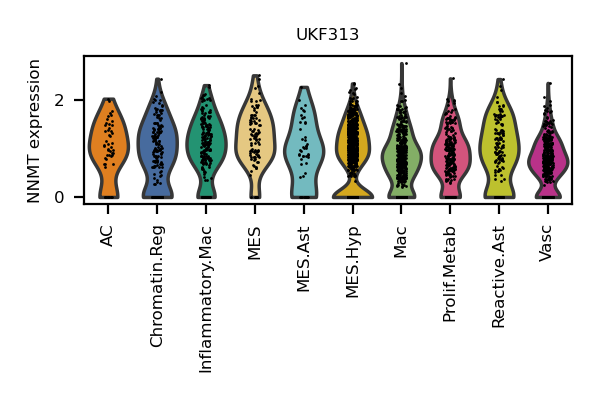 UKF313
NNMT expression
2
0
AC
Chromatin.Reg
Inflammatory.Mac
MES
MES.Ast
MES.Hyp
Mac
Prolif.Metab
Reactive.Ast
Vasc